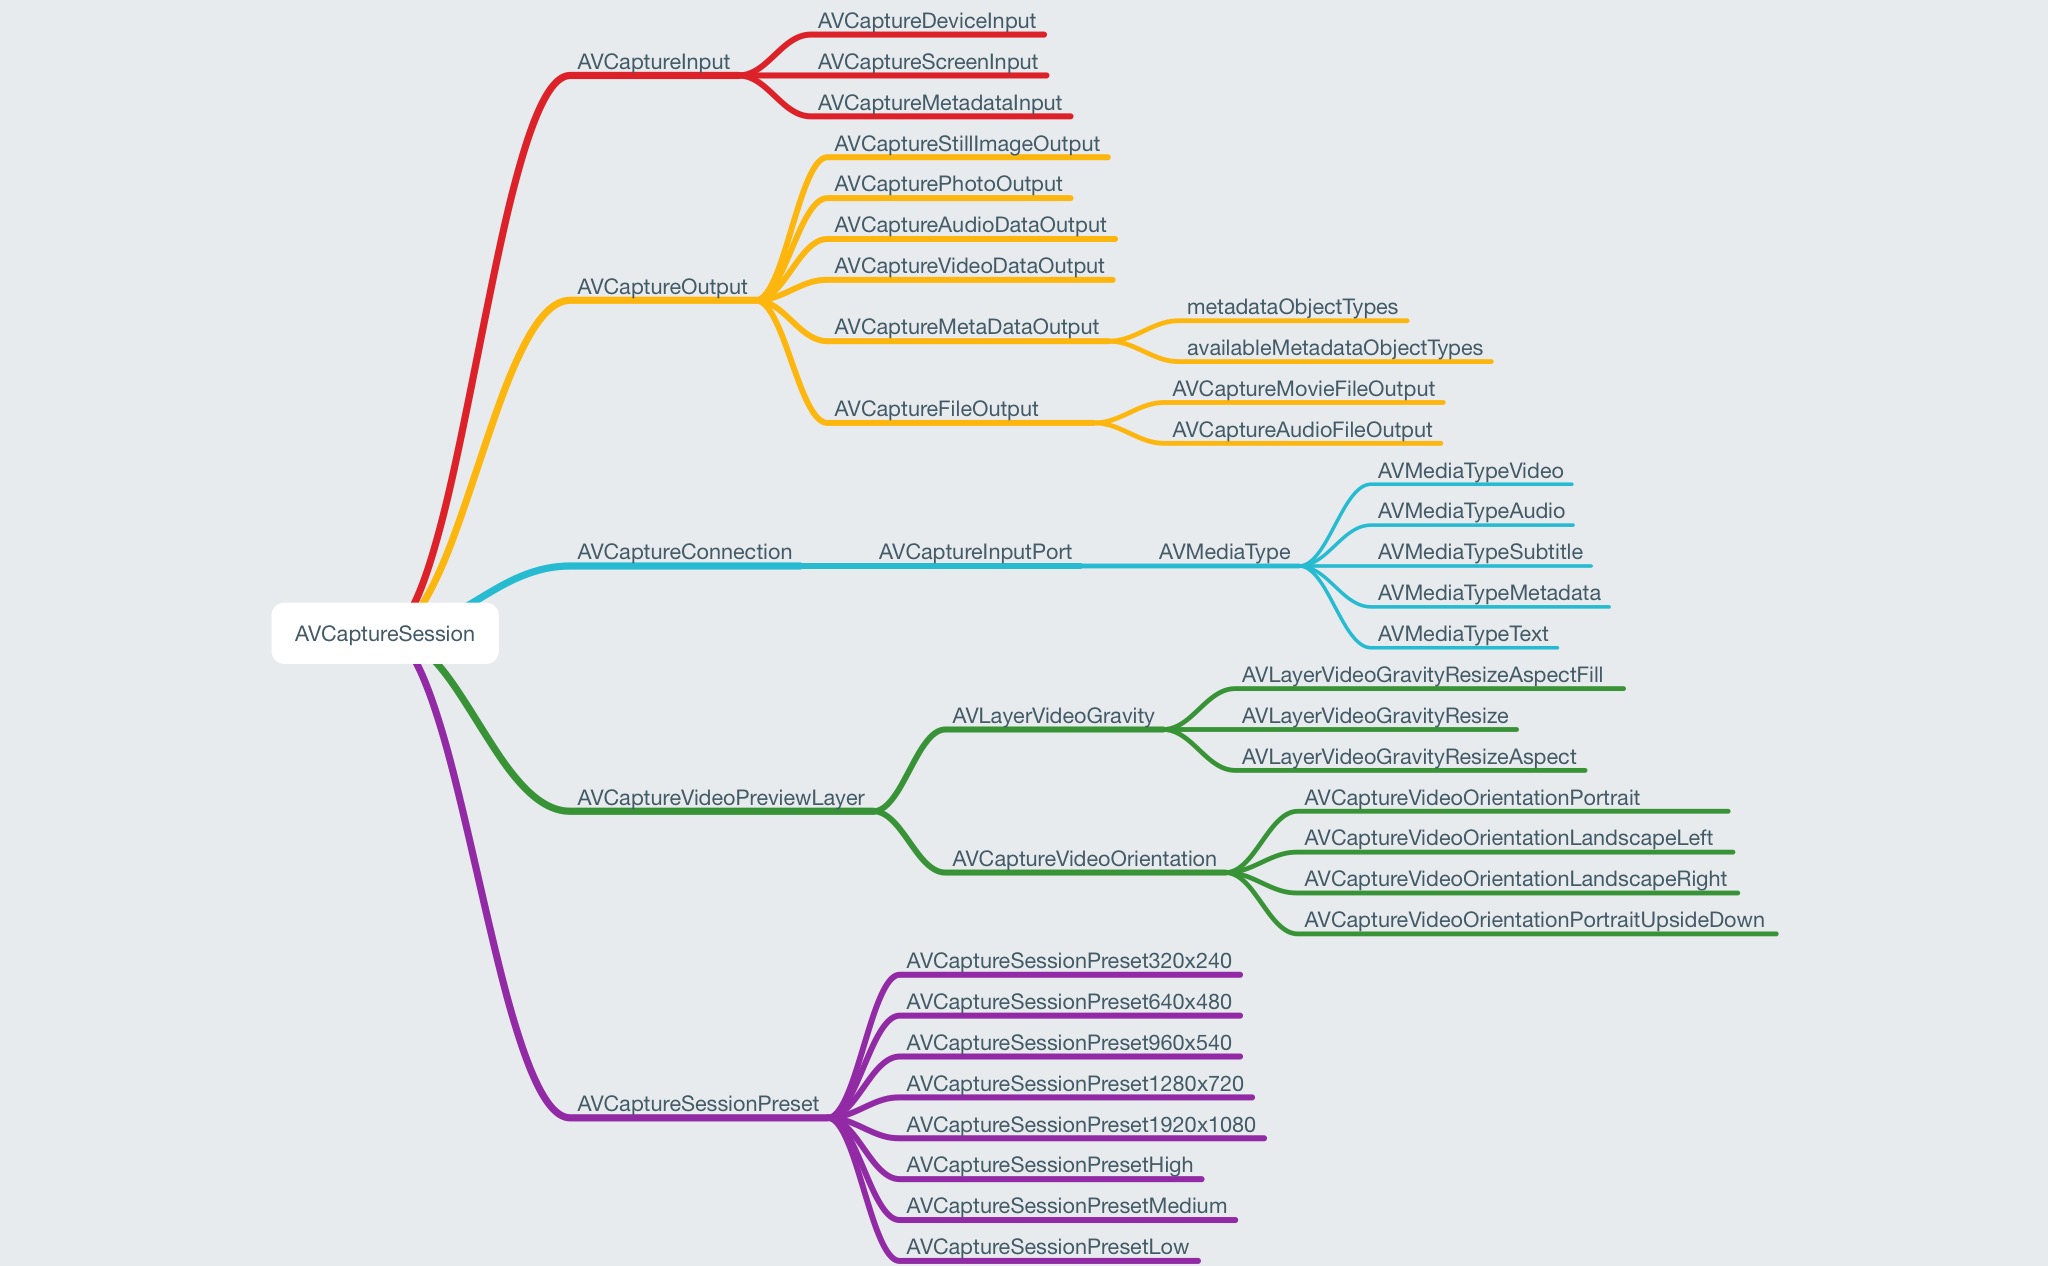 AVCaptureSession
AVCaptureInput
AVCaptureDeviceInput
AVCaptureScreenInput
AVCaptureMetadataInput
AVCaptureOutput
AVCaptureStillImageOutput
AVCapturePhotoOutput
AVCaptureAudioDataOutput
AVCaptureVideoDataOutput
AVCaptureMetaDataOutput
metadataObjectTypes
availableMetadataObjectTypes
AVCaptureFileOutput
AVCaptureMovieFileOutput
AVCaptureAudioFileOutput
AVCaptureConnection
AVCaptureInputPort
AVMediaType
AVMediaTypeVideo
AVMediaTypeAudio
AVMediaTypeSubtitle
AVMediaTypeMetadata
AVMediaTypeText
AVCaptureVideoPreviewLayer
AVLayerVideoGravity
AVLayerVideoGravityResizeAspectFill
AVLayerVideoGravityResize
AVLayerVideoGravityResizeAspect
AVCaptureVideoOrientation
AVCaptureVideoOrientationPortrait
AVCaptureVideoOrientationLandscapeLeft
AVCaptureVideoOrientationLandscapeRight
AVCaptureVideoOrientationPortraitUpsideDown
AVCaptureSessionPreset
AVCaptureSessionPreset320x240
AVCaptureSessionPreset640x480
AVCaptureSessionPreset960x540
AVCaptureSessionPreset1280x720
AVCaptureSessionPreset1920x1080
AVCaptureSessionPresetHigh
AVCaptureSessionPresetMedium
AVCaptureSessionPresetLow